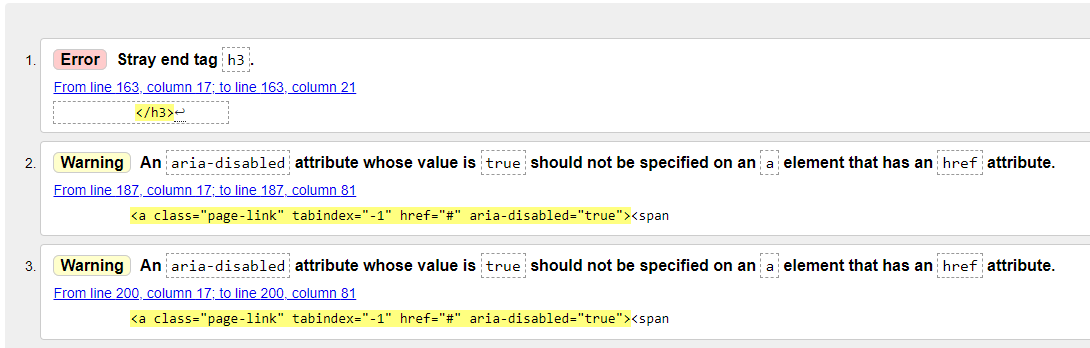 1. Error Stray end tag h3.
From line 163, column 17; to line 163, column 21
</h3>↩
2. Warning An aria-disabled attribute whose value is true should not be specified on an a element that has an href attribute.
From line 187, column 17; to line 187, column 81
<a class="page-link" tabindex="-1" href="#" aria-disabled="true"><span
3. Warning An aria-disabled attribute whose value is true should not be specified on an a element that has an href attribute.
From line 200, column 17; to line 200, column 81
<a class="page-link" tabindex="-1" href="#" aria-disabled="true"><span